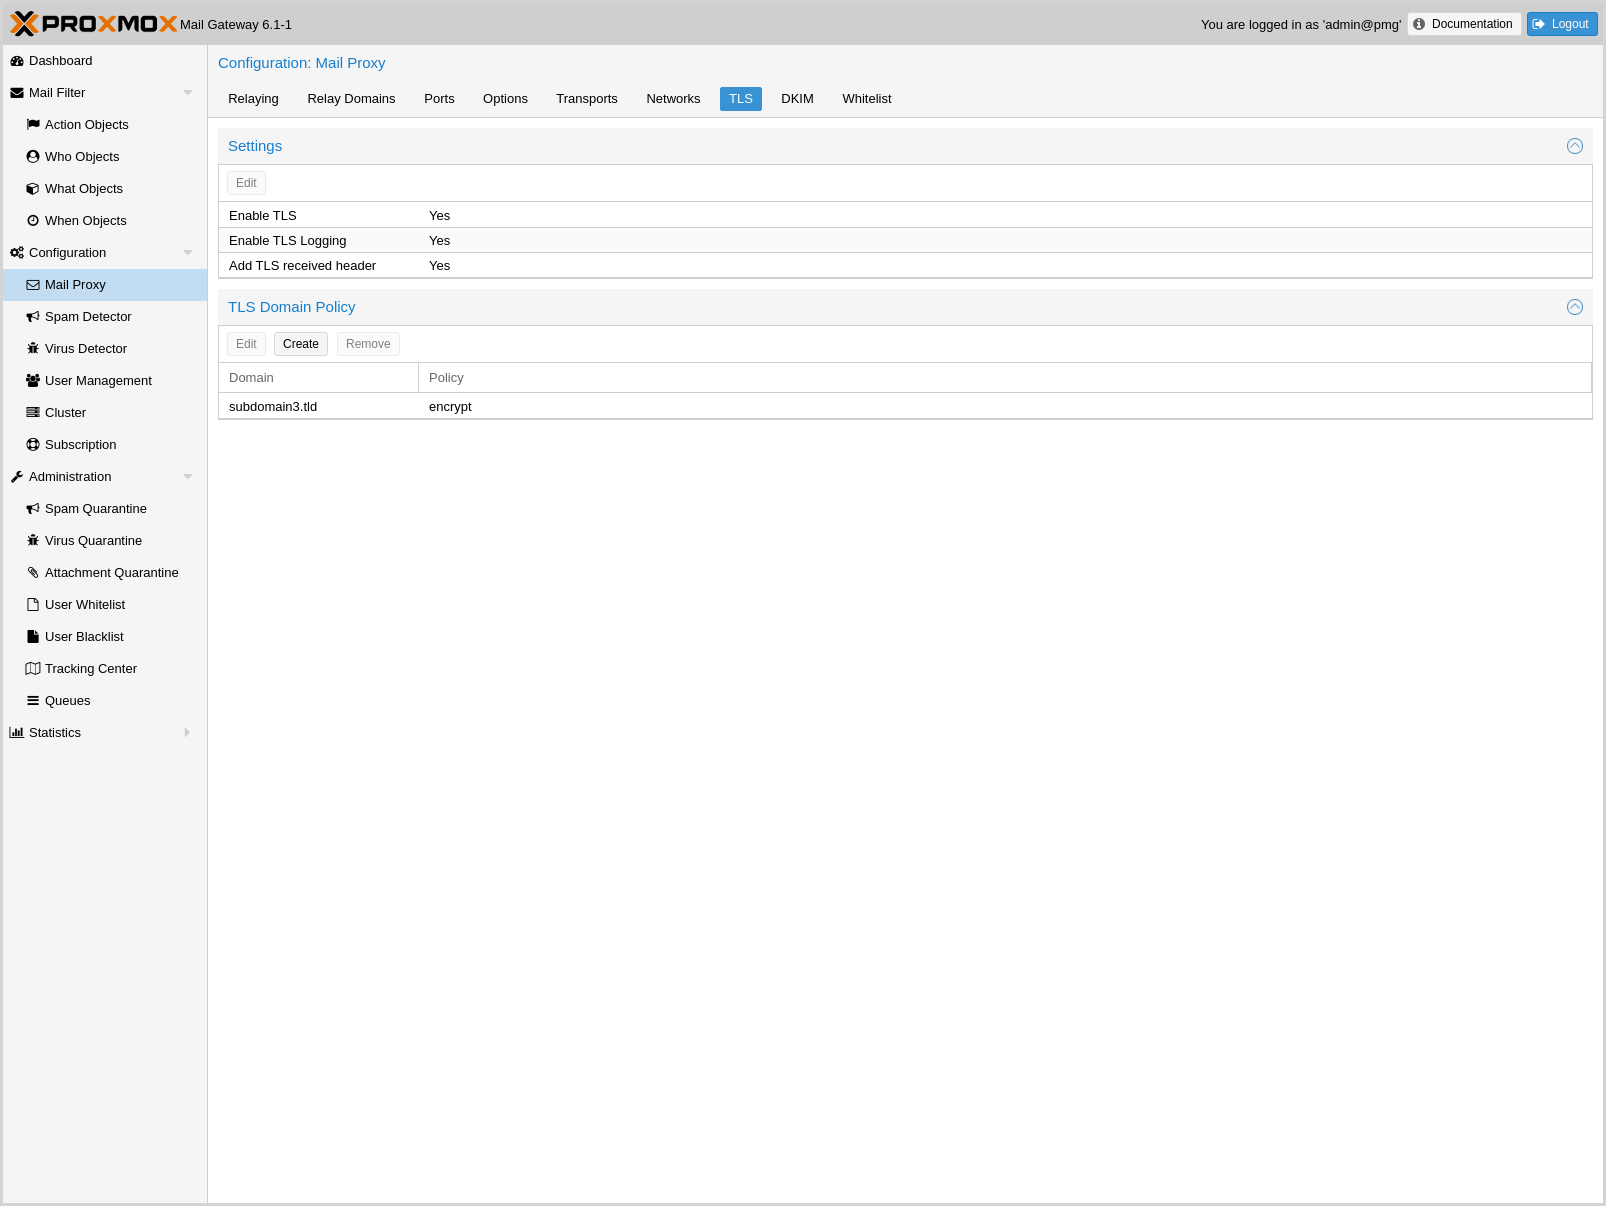 PROXMOX Mail Gateway 6.1-1
You are logged in as 'admin@pmg' Documentation Logout
Dashboard
Mail Filter
Action Objects
Who Objects
What Objects
When Objects
Configuration
Mail Proxy
Spam Detector
Virus Detector
User Management
Cluster
Subscription
Administration
Spam Quarantine
Virus Quarantine
Attachment Quarantine
User Whitelist
User Blacklist
Tracking Center
Queues
Statistics
Configuration: Mail Proxy
Relaying Relay Domains Ports Options Transports Networks TLS DKIM Whitelist
Settings
Edit
Enable TLS Yes
Enable TLS Logging Yes
Add TLS received header Yes
TLS Domain Policy
Edit Create Remove
Domain Policy
subdomain3.tld encrypt